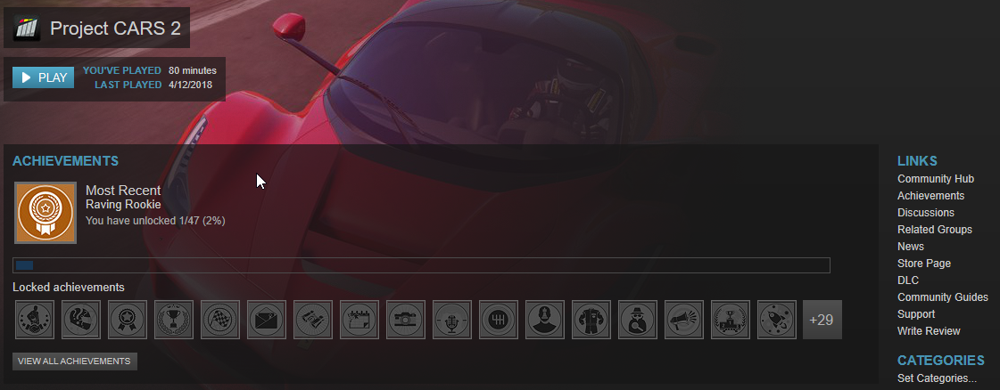 Project CARS 2
PLAY
YOU'VE PLAYED 80 minutes
LAST PLAYED 4/12/2018
ACHIEVEMENTS
Most Recent
Raving Rookie
You have unlocked 1/47 (2%)
Locked achievements
+29
VIEW ALL ACHIEVEMENTS
LINKS
Community Hub
Achievements
Discussions
Related Groups
News
Store Page
DLC
Community Guides
Support
Write Review
CATEGORIES
Set Categories...